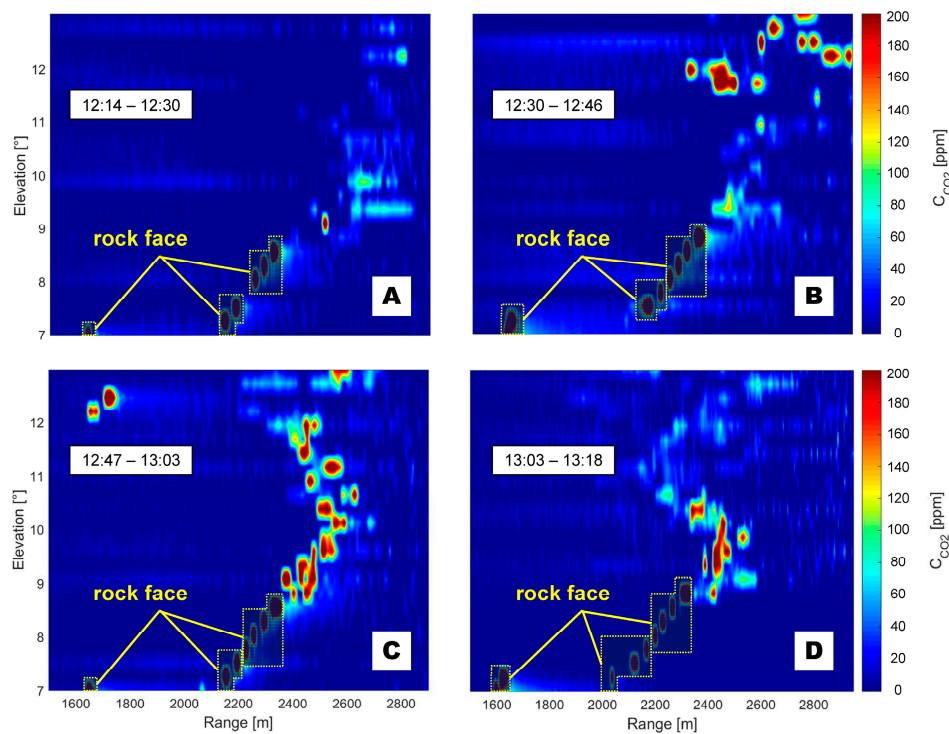 12
11
10
9
8
7
Elevation [°]
12:14 – 12:30
rock face
A
12:30 – 12:46
rock face
B
200
180
160
140
120
100
80
60
40
20
0
C_CO2 [ppm]
12
11
10
9
8
7
Elevation [°]
12:47 – 13:03
rock face
C
1600 1800 2000 2200 2400 2600 2800
Range [m]
13:03 – 13:18
rock face
D
1600 1800 2000 2200 2400 2600 2800
Range [m]
200
180
160
140
120
100
80
60
40
20
0
C_CO2 [ppm]